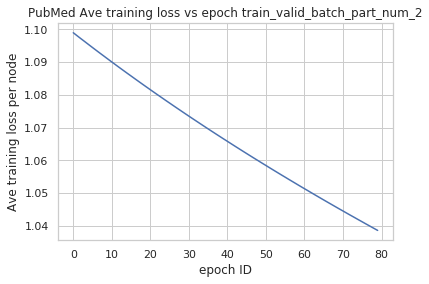 PubMed Ave training loss vs epoch train_valid_batch_part_num_2
1.10
1.09
1.08
1.07
1.06
1.05
1.04
Ave training loss per node
0 10 20 30 40 50 60 70 80
epoch ID